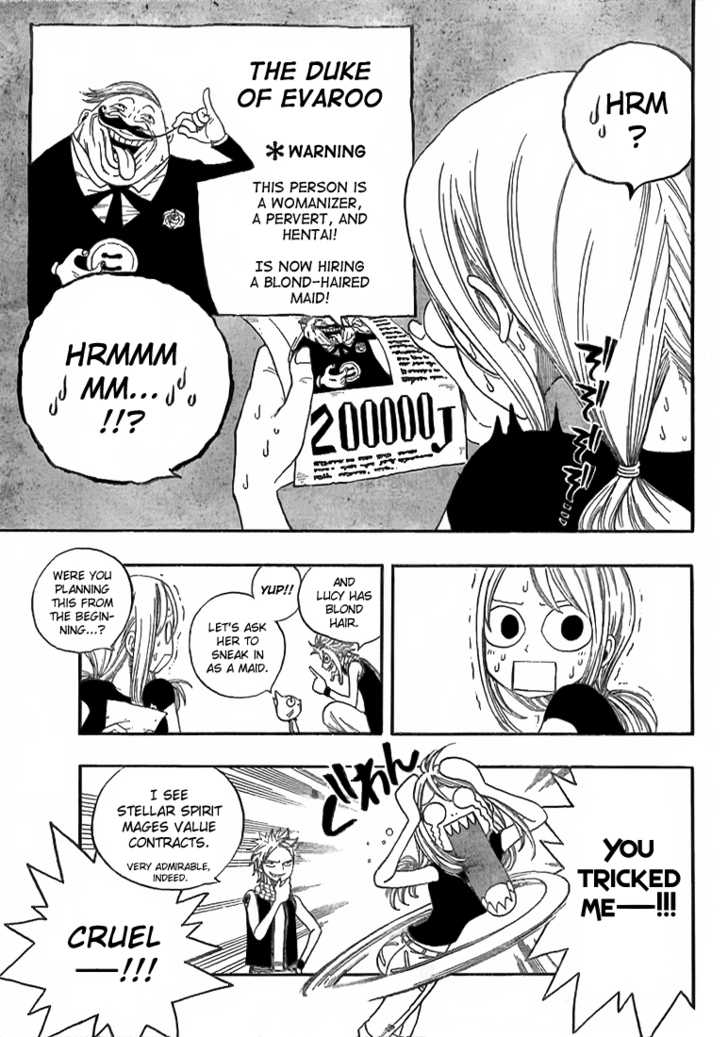 HRM
?
THE DUKE
OF EVAROO
* WARNING
THIS PERSON IS
A WOMANIZER,
A PERVERT, AND
HENTAI!
IS NOW HIRING
A BLOND-HAIRED
MAID!
HRMMM
MM...
!!?
200000J
AND
LUCY HAS
BLOND
HAIR.
YUP!!
LET'S ASK
HER TO
SNEAK IN
AS A MAID.
WERE YOU
PLANNING
THIS FROM
THE BEGIN-
NING...?
YOU
TRICKED
ME—!!!
I SEE
STELLAR SPIRIT
MAGES VALUE
CONTRACTS.
VERY ADMIRABLE,
INDEED.
CRUEL
—!!!